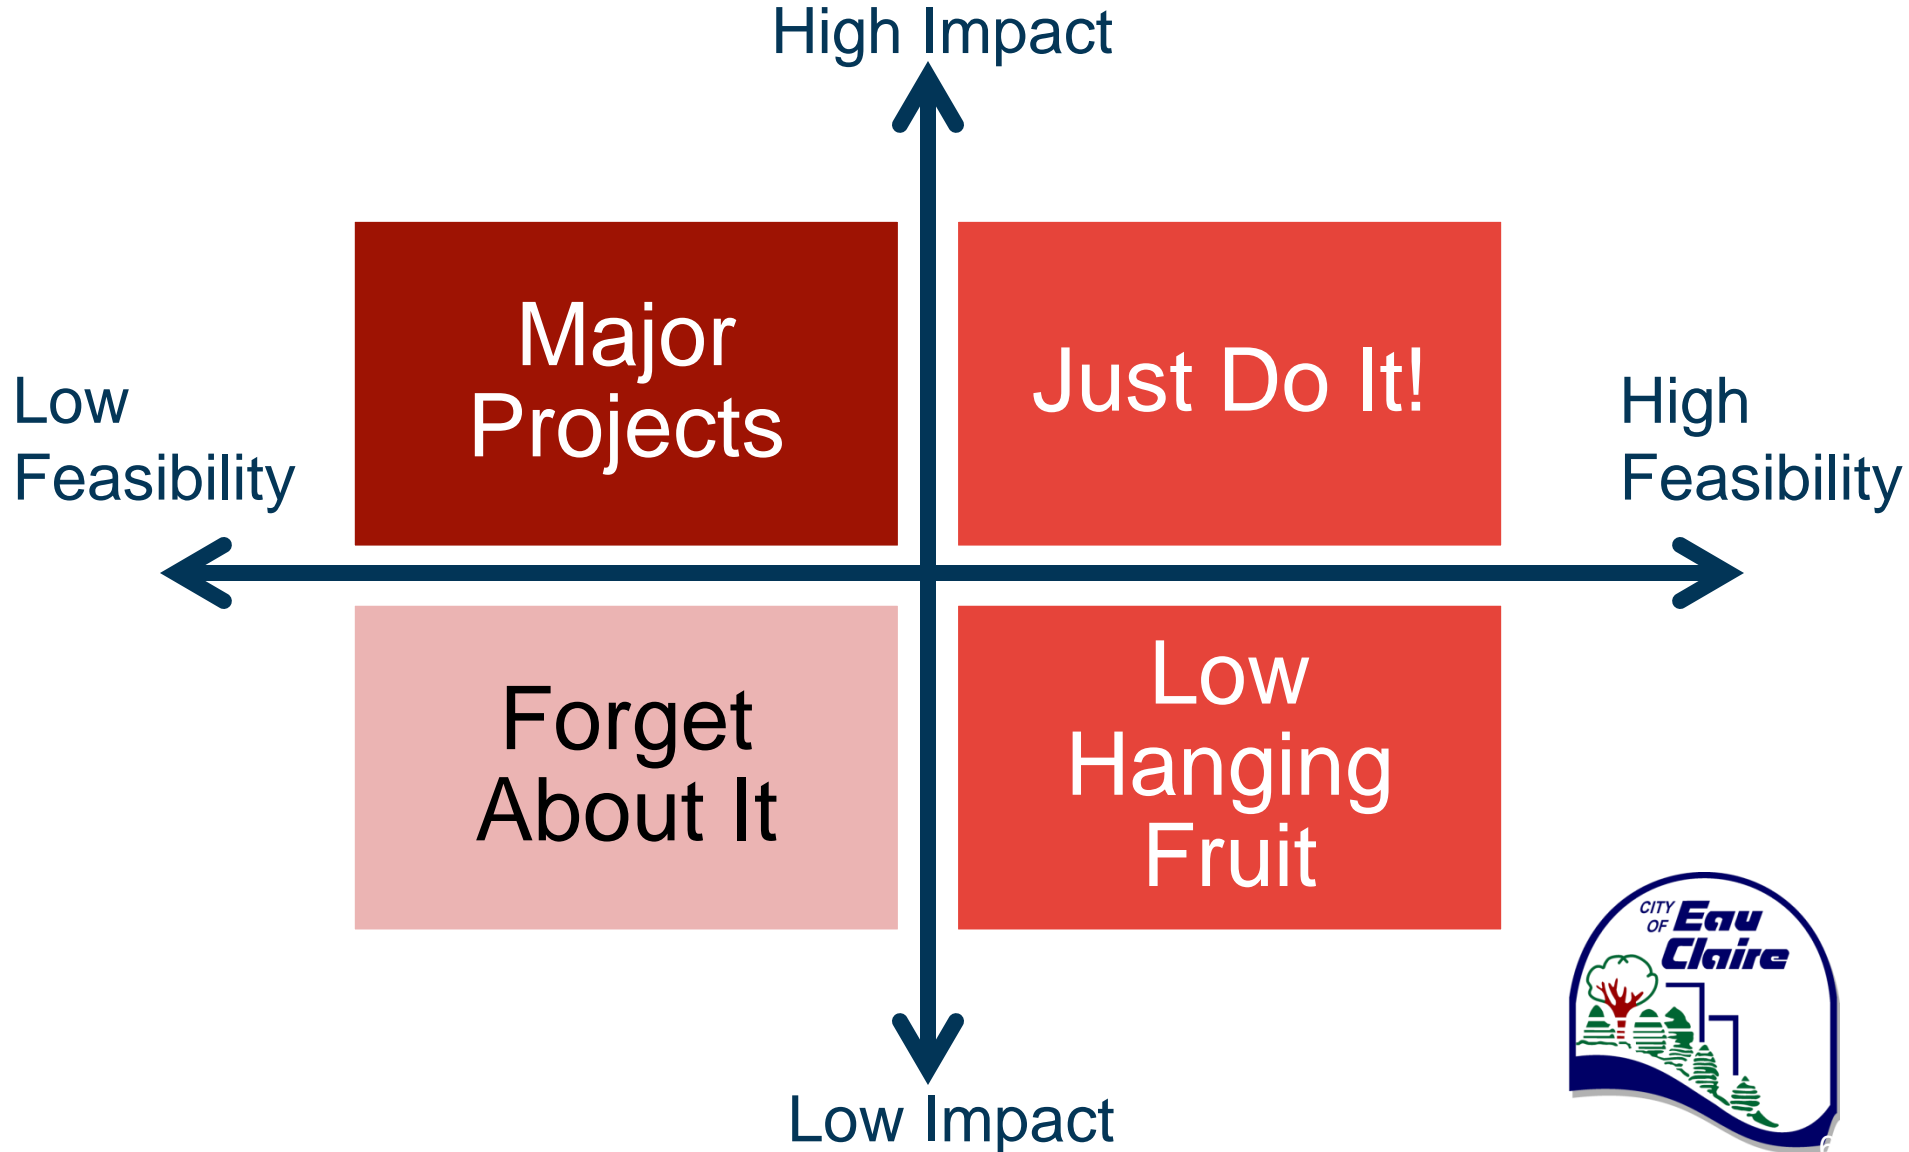 High Impact
Major
Projects
Just Do It!
Low
Feasibility
High
Feasibility
Forget
About It
Low
Hanging
Fruit
CITY
OF Eau
Claire
Low Impact